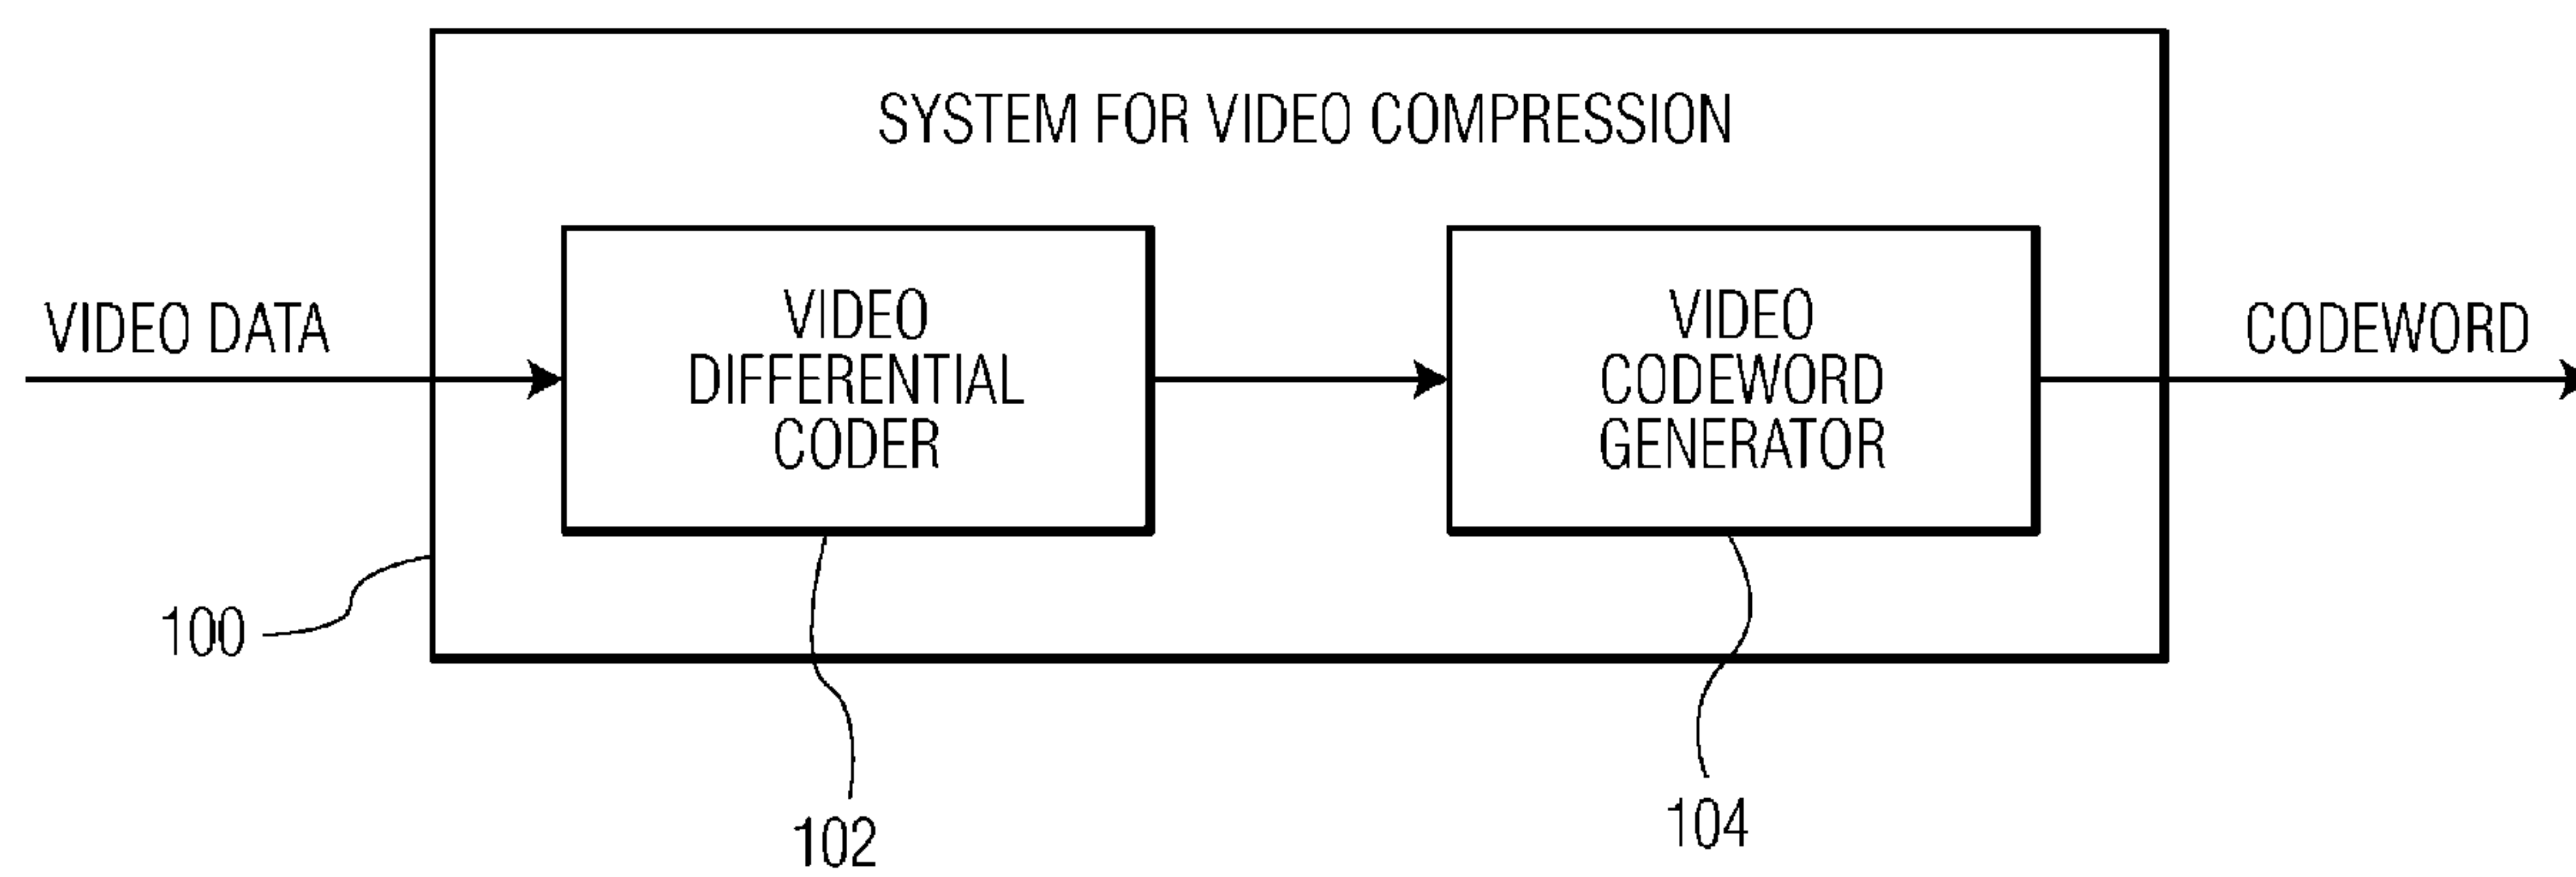 SYSTEM FOR VIDEO COMPRESSION
VIDEO DATA
VIDEO
DIFFERENTIAL
CODER
VIDEO
CODEWORD
GENERATOR
CODEWORD
100
102
104